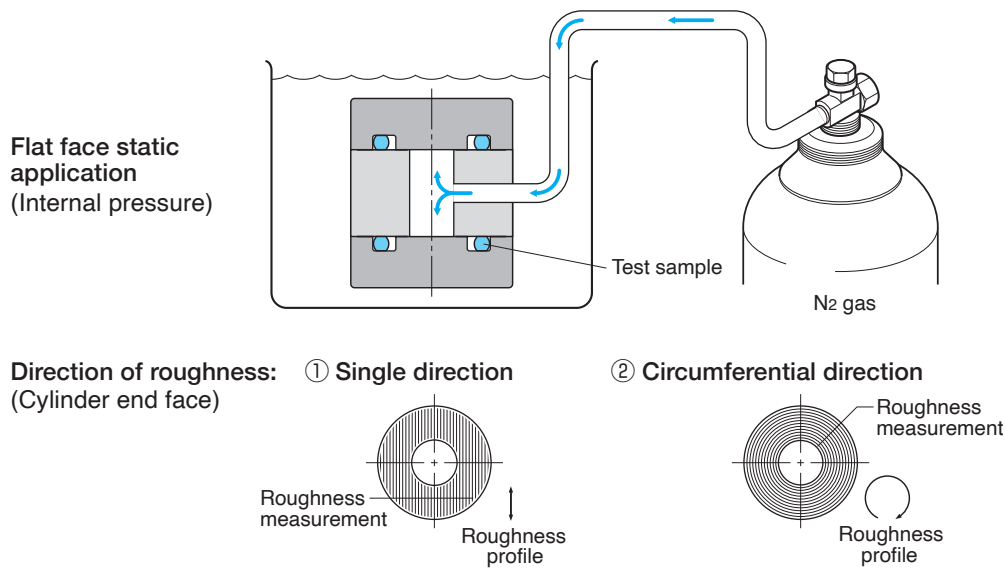 Flat face static
application
(Internal pressure)
Test sample
N2 gas
Direction of roughness:
(Cylinder end face)
① Single direction
② Circumferential direction
Roughness
measurement
Roughness
profile
Roughness
measurement
Roughness
profile